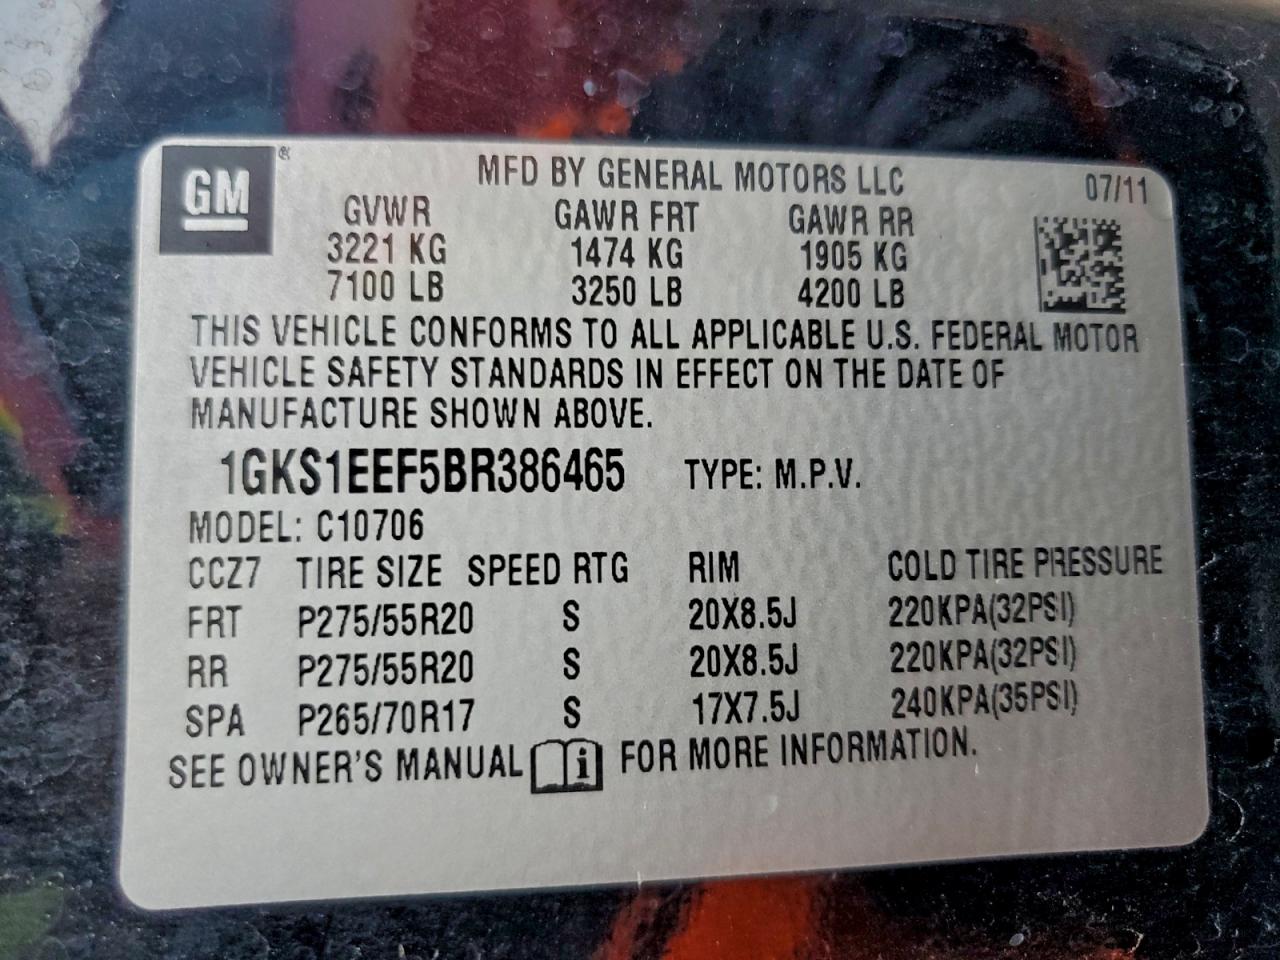 GM®
MFD BY GENERAL MOTORS LLC 07/11
GVWR GAWR FRT GAWR RR
3221 KG 1474 KG 1905 KG
7100 LB 3250 LB 4200 LB
THIS VEHICLE CONFORMS TO ALL APPLICABLE U.S. FEDERAL MOTOR
VEHICLE SAFETY STANDARDS IN EFFECT ON THE DATE OF
MANUFACTURE SHOWN ABOVE.
1GKS1EEF5BR386465 TYPE: M.P.V.
MODEL: C10706
CCZ7 TIRE SIZE SPEED RTG RIM COLD TIRE PRESSURE
FRT P275/55R20 S 20X8.5J 220KPA(32PSI)
RR P275/55R20 S 20X8.5J 220KPA(32PSI)
SPA P265/70R17 S 17X7.5J 240KPA(35PSI)
SEE OWNER'S MANUAL i FOR MORE INFORMATION.